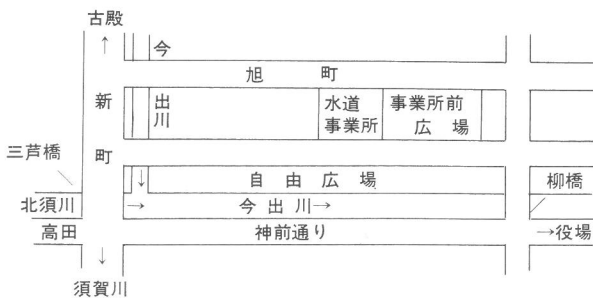 古殿
↑
今出川
旭町
新町
水道
事業所
事業所前
広場
三芦橋
↓
自由広場
柳橋
北須川
→
今出川→
高田
神前通り
→役場
↓
須賀川